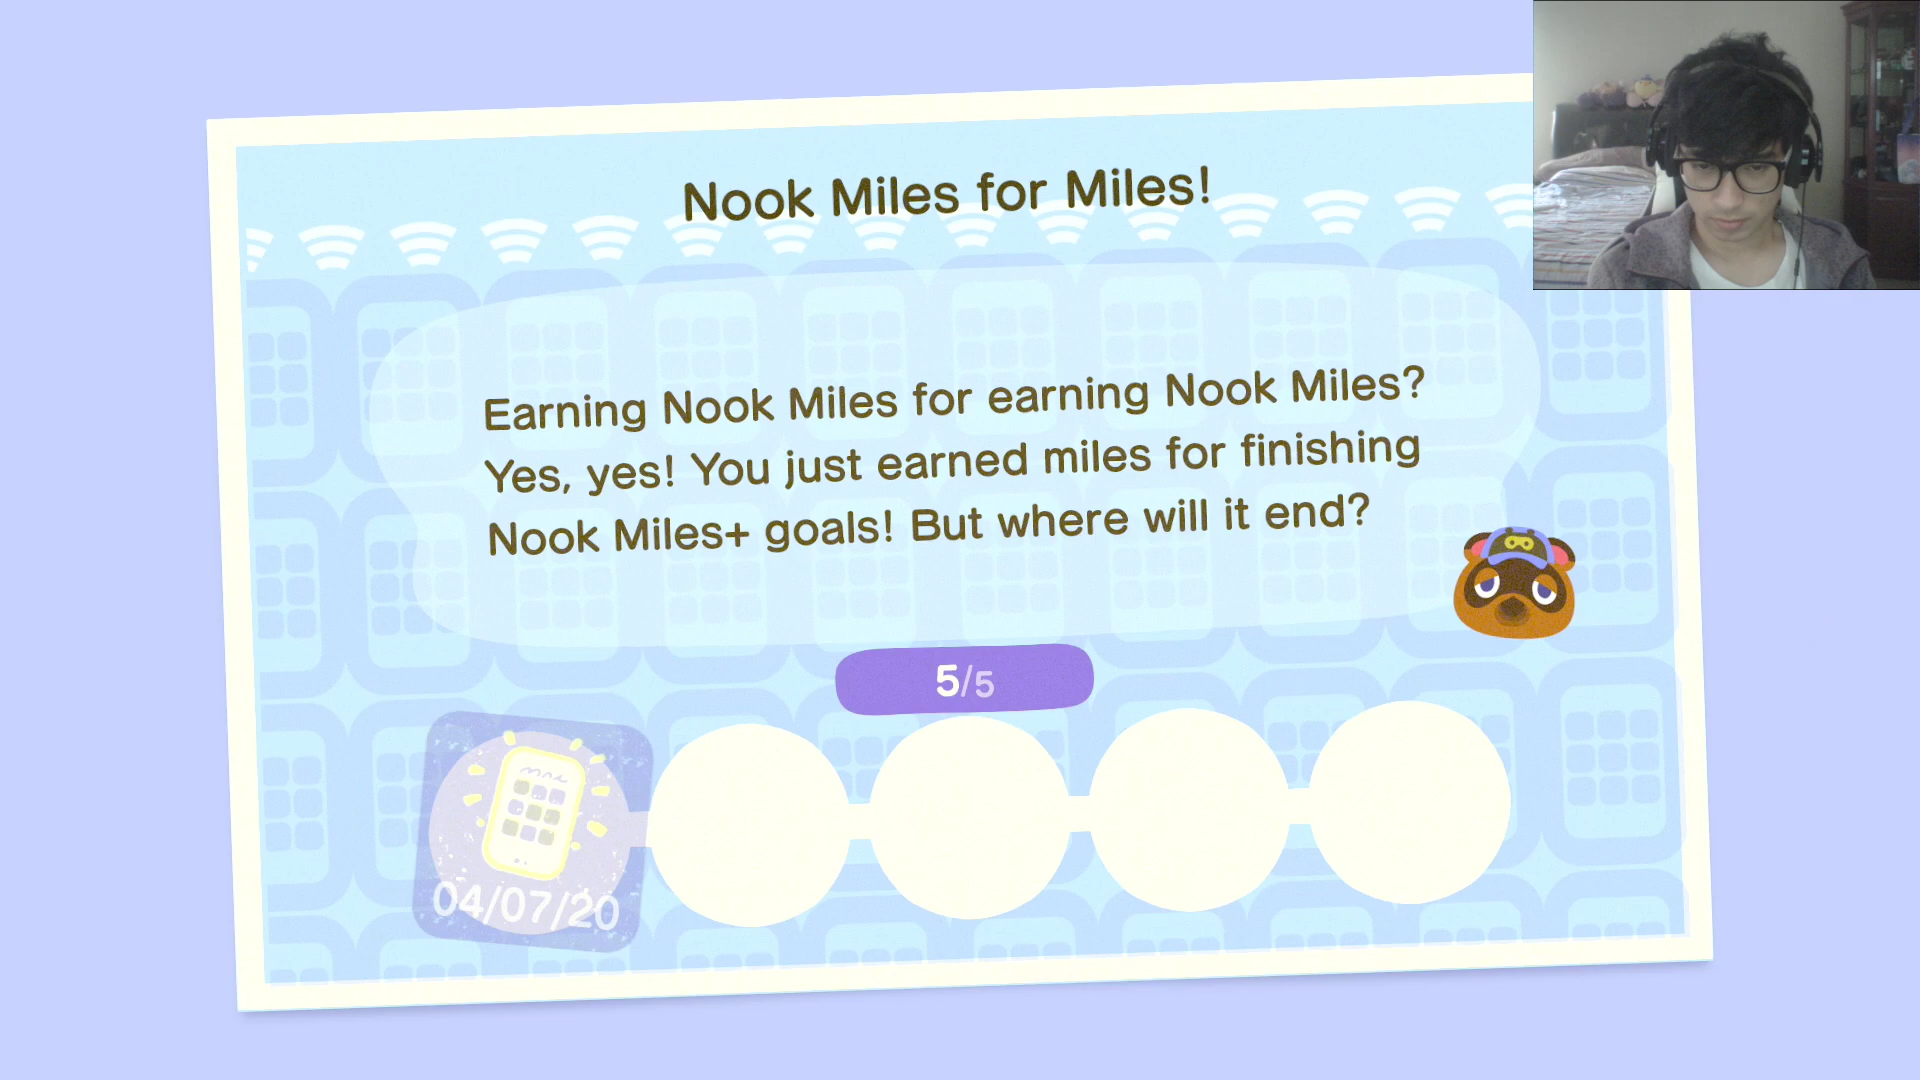 Nook Miles for Miles!
Earning Nook Miles for earning Nook Miles?
Yes, yes! You just earned miles for finishing
Nook Miles+ goals! But where will it end?
5/5
04/07/20